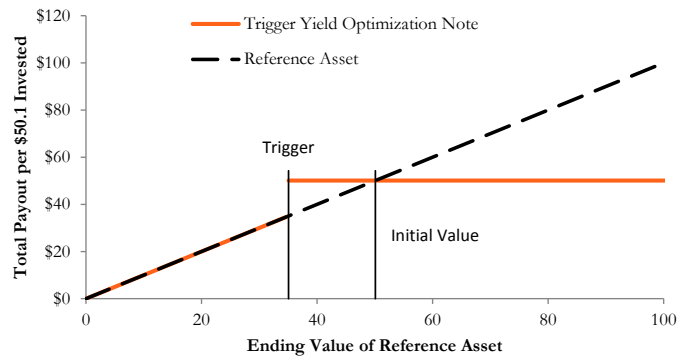 $120
$100
$80
$60
$40
$20
$0
Total Payout per $50.1 Invested
Trigger Yield Optimization Note
Reference Asset
Trigger
Initial Value
0
20
40
60
80
100
Ending Value of Reference Asset